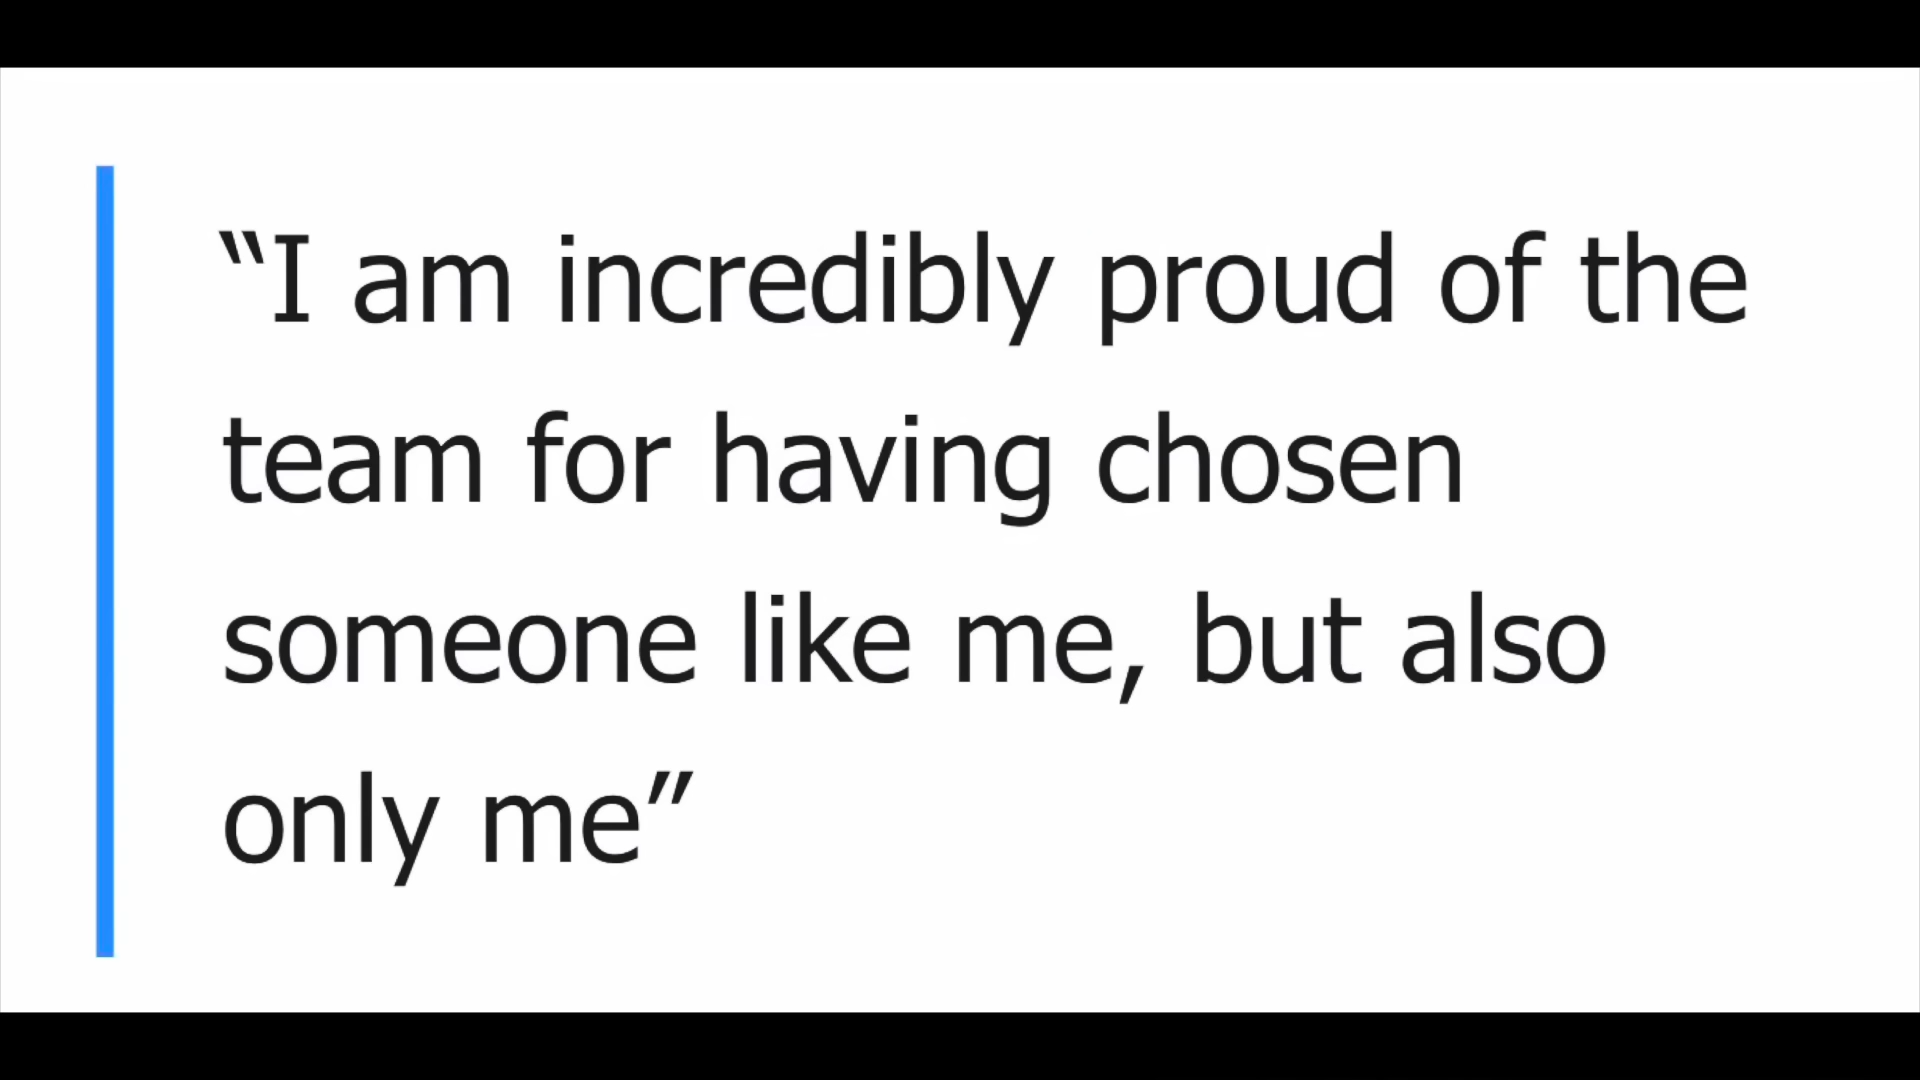 “I am incredibly proud of the
team for having chosen
someone like me, but also
only me”